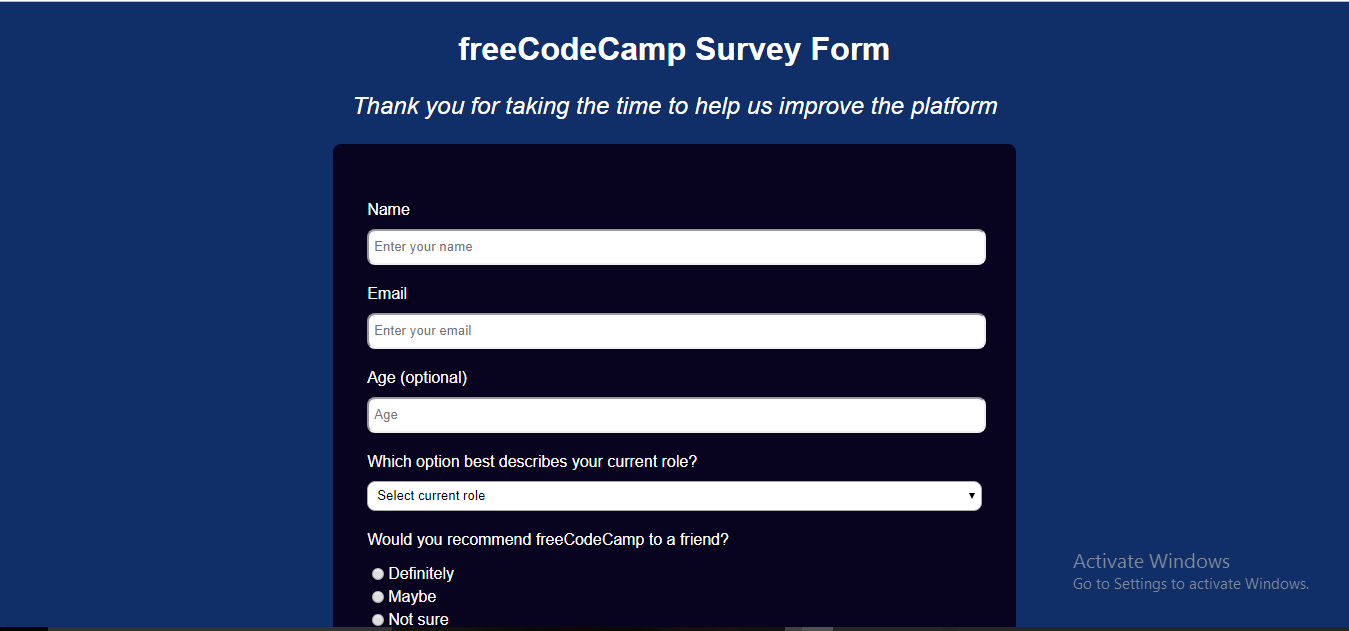 freeCodeCamp Survey Form
Thank you for taking the time to help us improve the platform
Name
Enter your name
Email
Enter your email
Age (optional)
Age
Which option best describes your current role?
Select current role
Would you recommend freeCodeCamp to a friend?
Definitely
Maybe
Not sure
Activate Windows
Go to Settings to activate Windows.